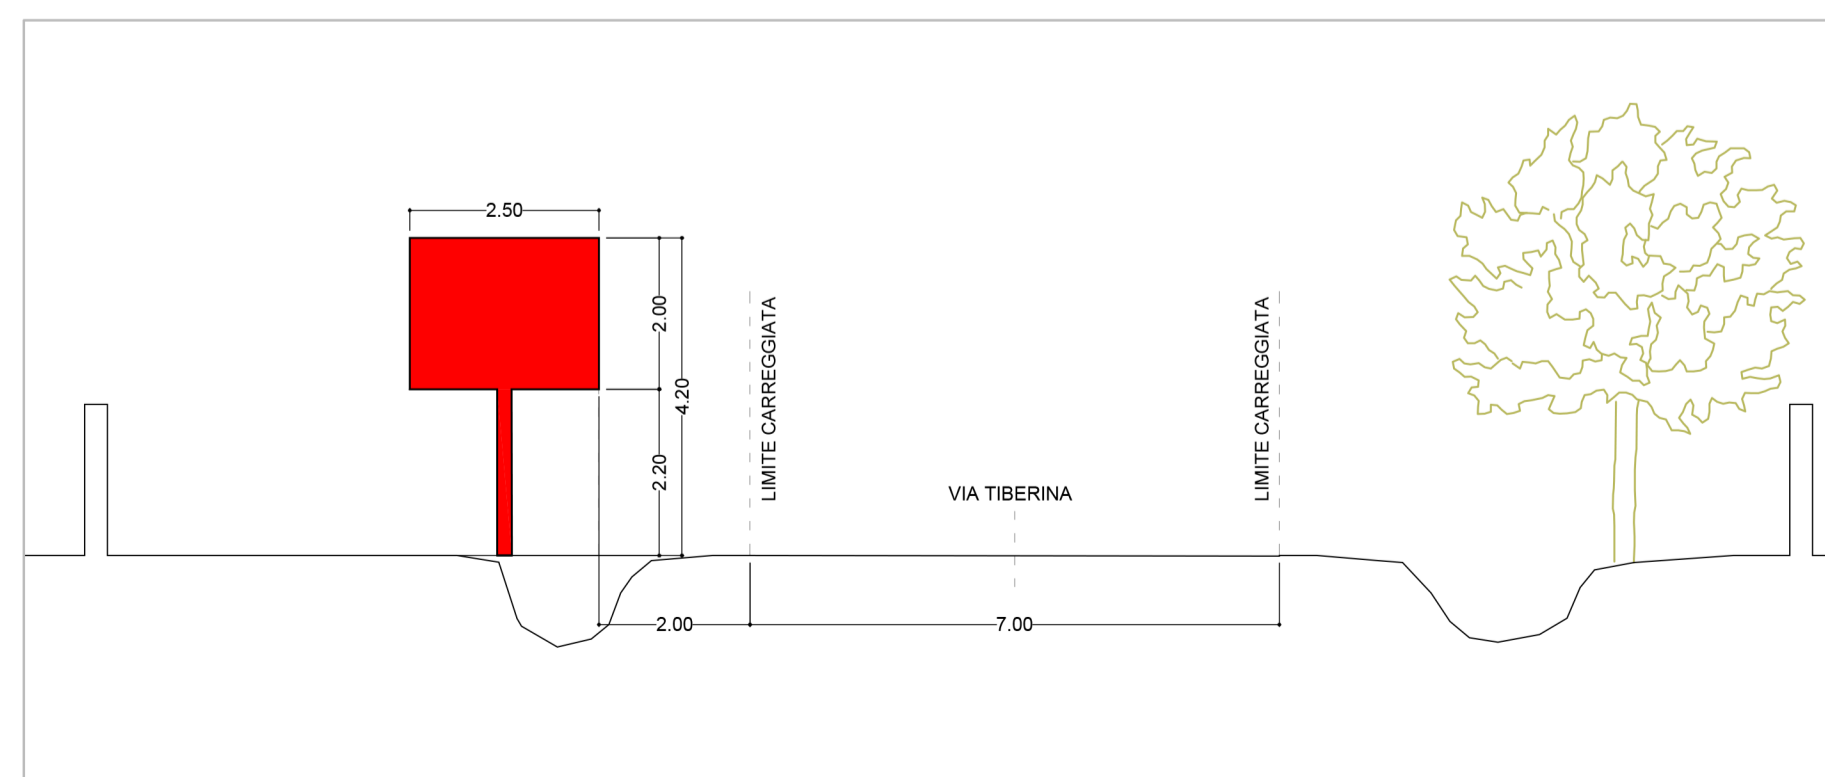 2.50
2.00
4.20
2.20
LIMITE CARREGGIATA
VIA TIBERINA
LIMITE CARREGGIATA
2.00
7.00